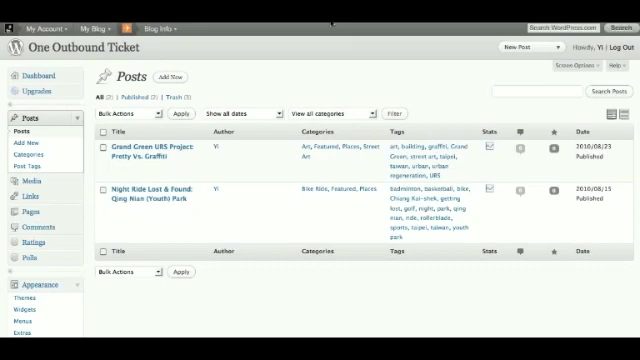 My Account My Blog Blog Info Search WordPress.com Search
One Outbound Ticket New Post Howdy, Yi | Log Out
Screen Options Help
Dashboard
Upgrades
Posts
Posts
Add New
Categories
Post Tags
Media
Links
Pages
Comments
Ratings
Polls
Appearance
Themes
Widgets
Menus
Extras
Posts Add New
All (2) | Published (2) | Trash (3) Search Posts
Bulk Actions Apply Show all dates View all categories Filter
Title Author Categories Tags Stats Date
Grand Green URS Project:
Pretty Vs. Graffiti
Yi
Art, Featured, Places, Street
Art
art, building, graffiti, Grand
Green, street art, taipei,
taiwan, urban, urban
regeneration, URS
2010/08/23
Published
Night Ride Lost & Found:
Qing Nian (Youth) Park
Yi
Bike Ride, Featured, Places
badminton, basketball, bike,
Chiang Kai-shek, getting
lost, golf, night, park, qing
nian, ride, rollerblade,
sports, taipei, taiwan, youth
park
2010/08/15
Published
Title Author Categories Tags Stats Date
Bulk Actions Apply